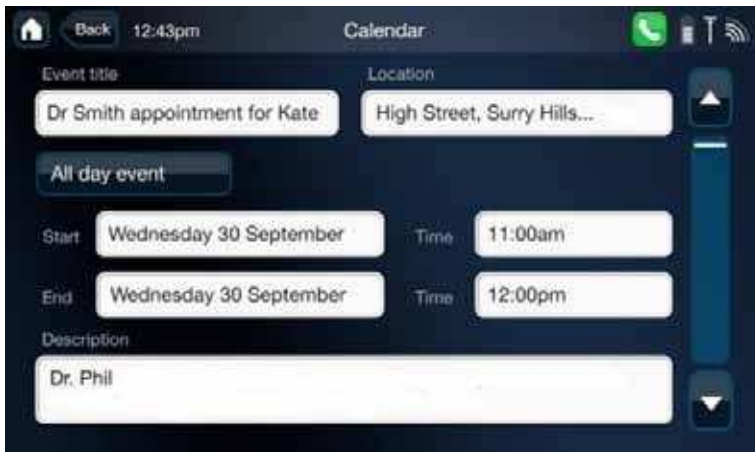 Back 12:43pm Calendar
Event title Location
Dr Smith appointment for Kate High Street, Surry Hills...
All day event
Start Wednesday 30 September Time 11:00am
End Wednesday 30 September Time 12:00pm
Description
Dr. Phil